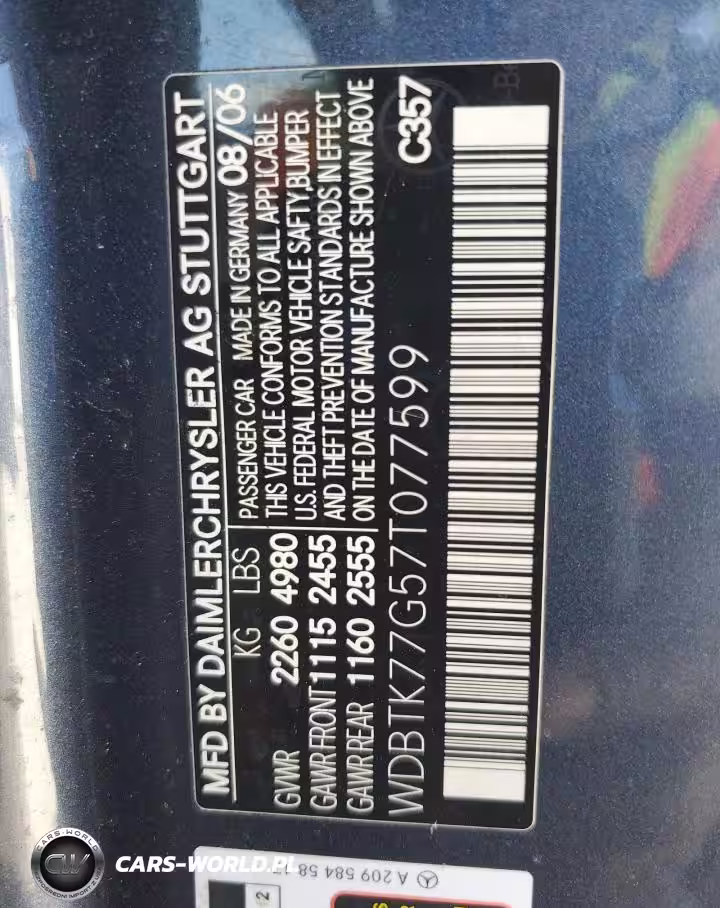 MFD BY DAIMLERCHRYSLER AG STUTTGART
KG LBS PASSENGER CAR MADE IN GERMANY 08/06
GVWR 2260 4980 THIS VEHICLE CONFORMS TO ALL APPLICABLE
U.S. FEDERAL MOTOR VEHICLE SAFTY,BUMPER
GAWR FRONT 1115 2455 AND THEFT PREVENTION STANDARDS IN EFFECT
GAWR REAR 1160 2555 ON THE DATE OF MANUFACTURE SHOWN ABOVE
WDBTK77G57T077599 C357
A 209 584 58
CARS-WORLD
CW
CARS-WORLD.PL